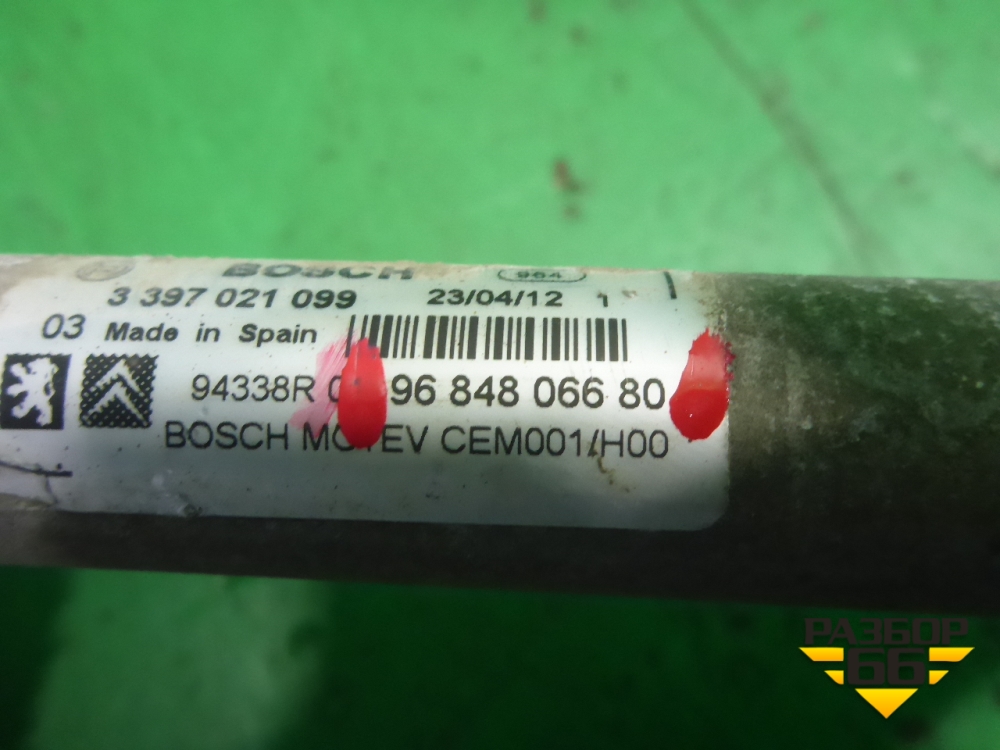 BOSCH 964
3 397 021 099 23/04/12 1
03 Made in Spain
94338R 96 848 066 80
BOSCH CEM001/H00
РАЗБОР
66